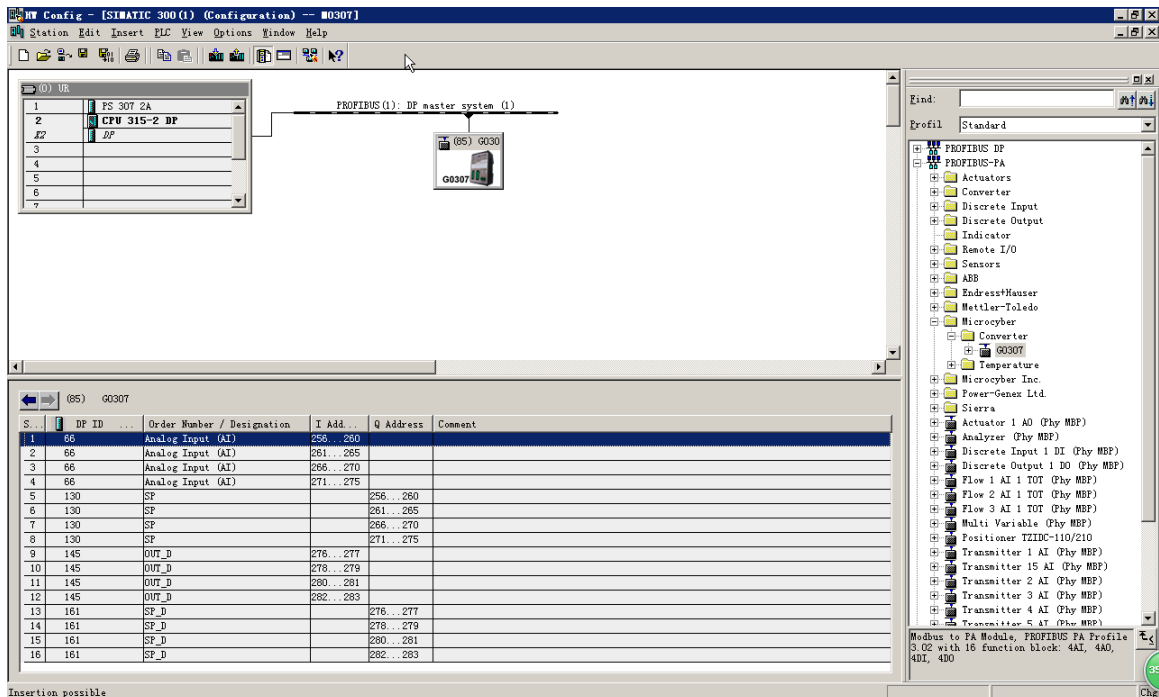 HW Config - [SIMATIC 300(1) (Configuration) -- M0307]
Station Edit Insert PLC View Options Window Help
(0) UR
1 PS 307 2A
2 CPU 315-2 DP
X2 DP
3
4
5
6
7
PROFIBUS(1): DP master system (1)
(85) G030
G0307
Find:
Profil Standard
PROFIBUS DP
PROFIBUS-PA
Actuators
Converter
Discrete Input
Discrete Output
Indicator
Remote I/O
Sensors
ABB
Endress+Hauser
Mettler-Toledo
Microcyber
Converter
G0307
Temperature
Microcyber Inc.
Power-Genex Ltd.
Sierra
Actuator 1 AO (Phy MBP)
Analyzer (Phy MBP)
Discrete Input 1 DI (Phy MBP)
Discrete Output 1 DO (Phy MBP)
Flow 1 AI 1 TOT (Phy MBP)
Flow 2 AI 1 TOT (Phy MBP)
Flow 3 AI 1 TOT (Phy MBP)
Multi Variable (Phy MBP)
Positioner TZIDC-110/210
Transmitter 1 AI (Phy MBP)
Transmitter 15 AI (Phy MBP)
Transmitter 2 AI (Phy MBP)
Transmitter 3 AI (Phy MBP)
Transmitter 4 AI (Phy MBP)
Transmitter 5 AI (Phy MBP)
Modbus to PA Module, PROFIBUS PA Profile
3.02 with 16 function block: 4AI, 4AO,
4DI, 4DO
35
(85) G0307
S... DP ID ... Order Number / Designation I Add... Q Address Comment
1 66 Analog Input (AI) 256...260
2 66 Analog Input (AI) 261...265
3 66 Analog Input (AI) 266...270
4 66 Analog Input (AI) 271...275
5 130 SP 256...260
6 130 SP 261...265
7 130 SP 266...270
8 130 SP 271...275
9 145 OUT_D 276...277
10 145 OUT_D 278...279
11 145 OUT_D 280...281
12 145 OUT_D 282...283
13 161 SP_D 276...277
14 161 SP_D 278...279
15 161 SP_D 280...281
16 161 SP_D 282...283
Insertion possible
Chg